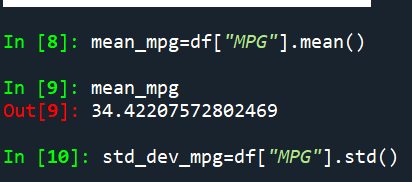 In [8]: mean_mpg=df["MPG"].mean()
In [9]: mean_mpg
Out[9]: 34.42207572802469
In [10]: std_dev_mpg=df["MPG"].std()